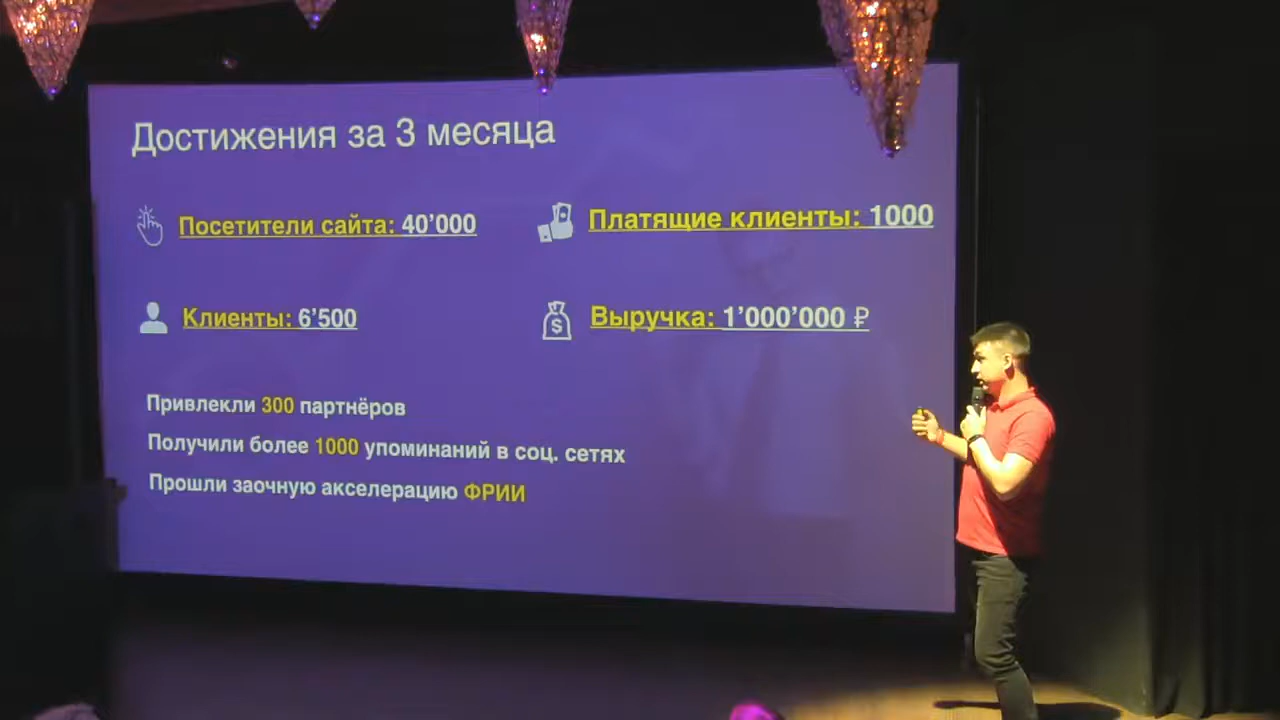 Достижения за 3 месяца
Посетители сайта: 40’000
Платящие клиенты: 1000
Клиенты: 6’500
Выручка: 1’000’000 ₽
Привлекли 300 партнёров
Получили более 1000 упоминаний в соц. сетях
Прошли заочную акселерацию ФРИИ